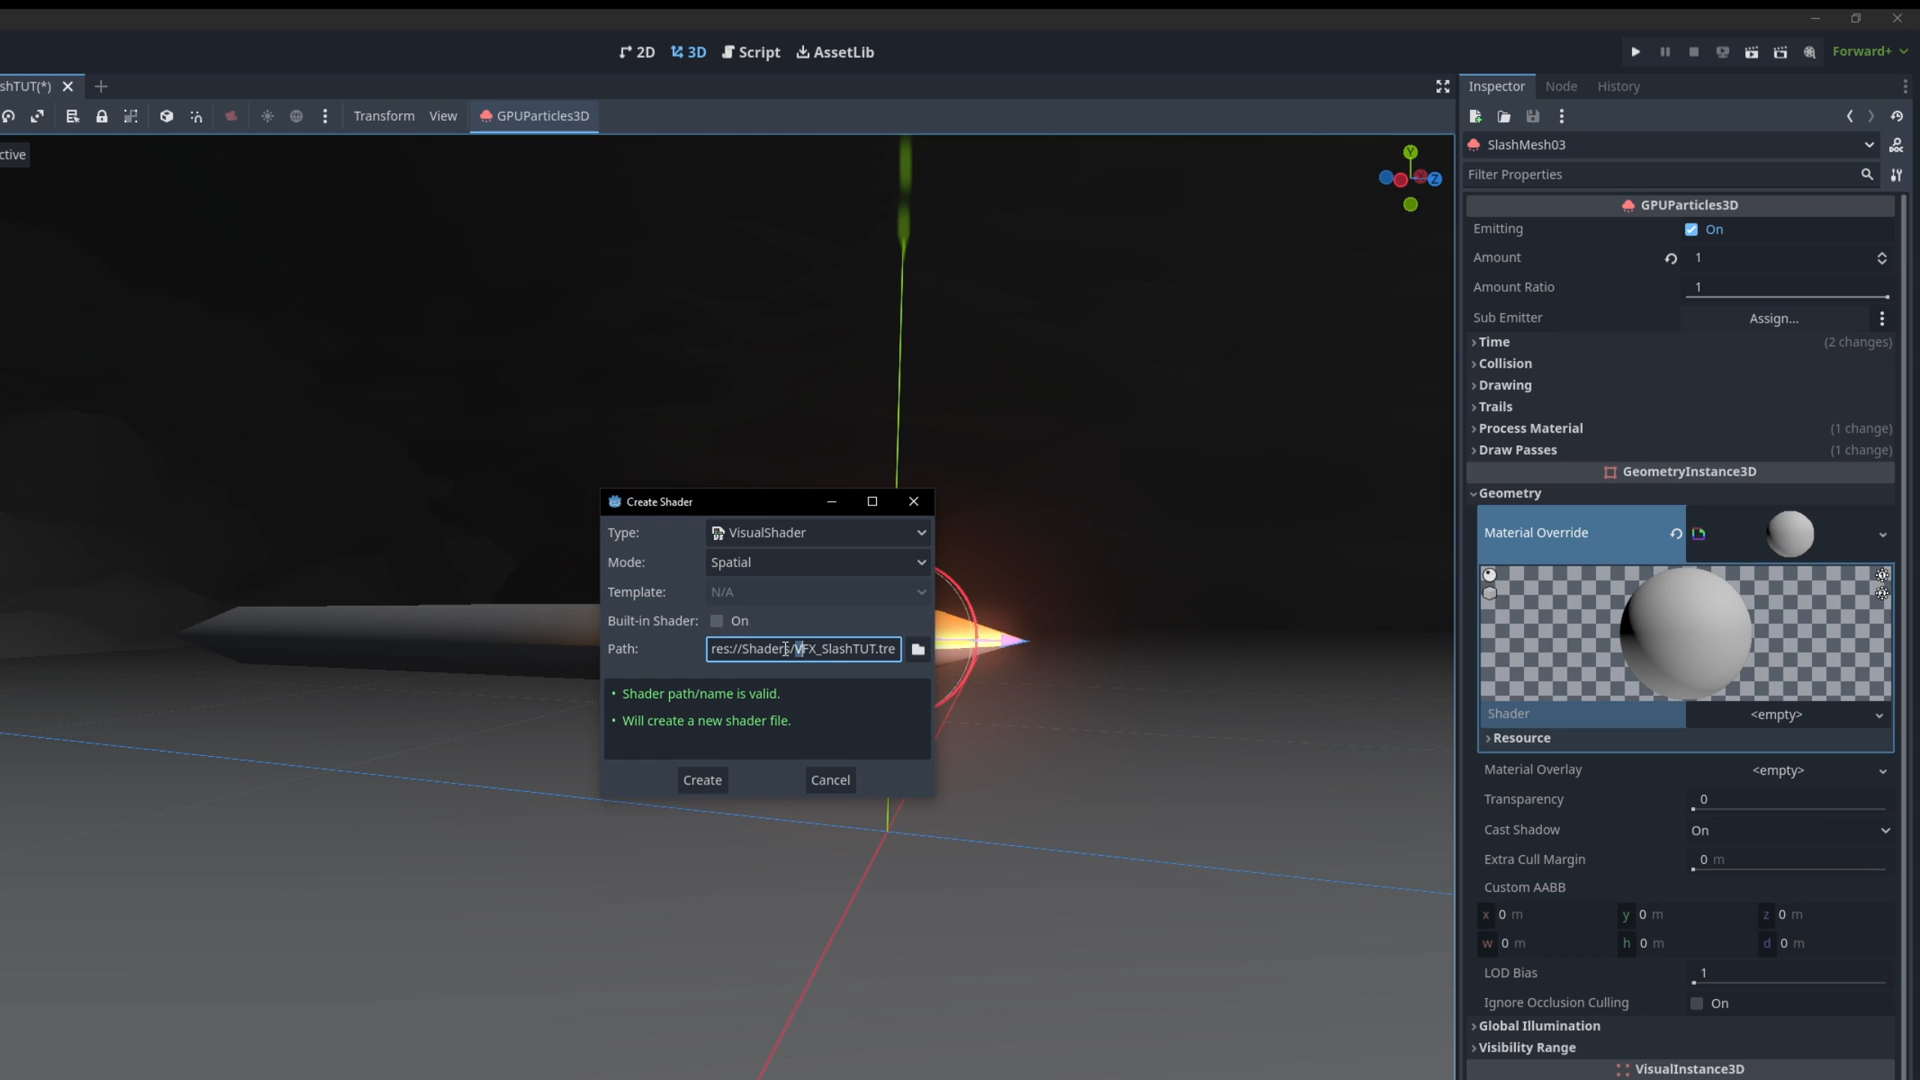 2D 3D Script AssetLib Forward+
shTUT(*)
Transform View GPUParticles3D
ctive
Y
X Z
Inspector Node History
SlashMesh03
DOC
Filter Properties
GPUParticles3D
Emitting On
Amount 1
Amount Ratio 1
Sub Emitter Assign...
Time (2 changes)
Collision
Drawing
Trails
Process Material (1 change)
Draw Passes (1 change)
GeometryInstance3D
Geometry
Material Override
Shader <empty>
Resource
Material Overlay <empty>
Transparency 0
Cast Shadow On
Extra Cull Margin 0 m
Custom AABB
x 0 m y 0 m z 0 m
w 0 m h 0 m d 0 m
LOD Bias 1
Ignore Occlusion Culling On
Global Illumination
Visibility Range
VisualInstance3D
Create Shader
Type: VisualShader
Mode: Spatial
Template: N/A
Built-in Shader: On
Path: res://Shaders/VFX_SlashTUT.tre
• Shader path/name is valid.
• Will create a new shader file.
Create Cancel